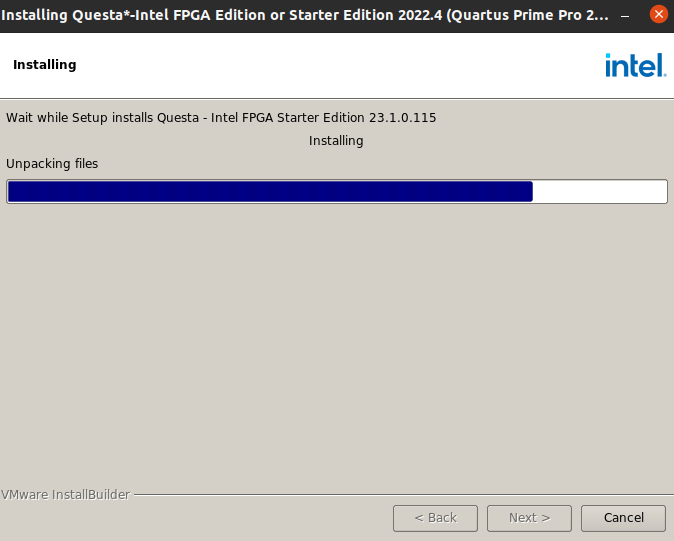 Installing Questa*-Intel FPGA Edition or Starter Edition 2022.4 (Quartus Prime Pro 2...
Installing
intel.
Wait while Setup installs Questa - Intel FPGA Starter Edition 23.1.0.115
Installing
Unpacking files
VMware InstallBuilder
< Back
Next >
Cancel